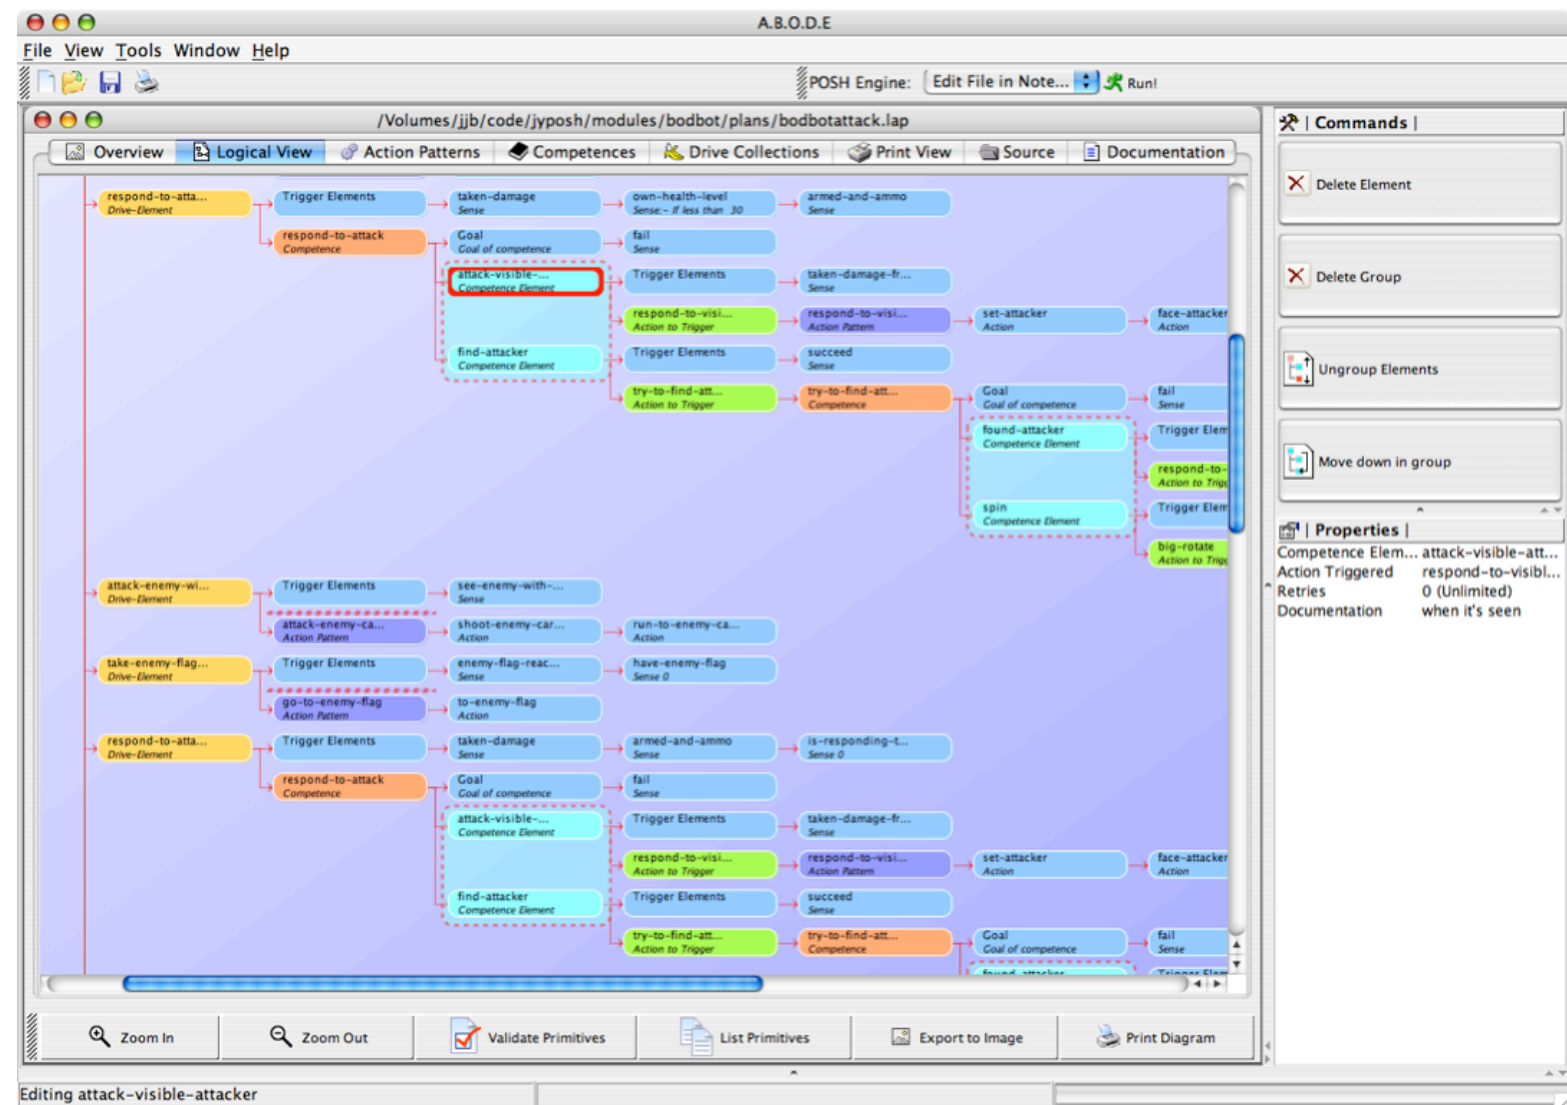 A.B.O.D.E
File View Tools Window Help
POSH Engine: Edit File in Note... Run!
/Volumes/jjb/code/jyposh/modules/bodbot/plans/bodbotattack.lap
Overview Logical View Action Patterns Competences Drive Collections Print View Source Documentation
respond-to-atta... Trigger Elements taken-damage own-health-level armed-and-ammo
Drive-Element Sense Sense:- If less than 30 Sense
respond-to-attack Goal fail
Competence Goal of competence Sense
attack-visible-... Trigger Elements taken-damage-fr...
Competence Element Sense
respond-to-visi... respond-to-visi... set-attacker face-attacker
Action to Trigger Action Pattern Action Action
find-attacker Trigger Elements succeed
Competence Element Sense
try-to-find-att... try-to-find-att... Goal fail
Action to Trigger Competence Goal of competence Sense
found-attacker Trigger Elem
Competence Element
respond-to-
Action to Trigg
spin Trigger Elem
Competence Element
big-rotate
Action to Trigg
attack-enemy-wi... Trigger Elements see-enemy-with-...
Drive-Element Sense
attack-enemy-ca... shoot-enemy-car... run-to-enemy-ca...
Action Pattern Action Action
take-enemy-flag... Trigger Elements enemy-flag-reac... have-enemy-flag
Drive-Element Sense Sense 0
go-to-enemy-flag to-enemy-flag
Action Pattern Action
respond-to-atta... Trigger Elements taken-damage armed-and-ammo is-responding-t...
Drive-Element Sense Sense Sense 0
respond-to-attack Goal fail
Competence Goal of competence Sense
attack-visible-... Trigger Elements taken-damage-fr...
Competence Element Sense
respond-to-visi... respond-to-visi... set-attacker face-attacker
Action to Trigger Action Pattern Action Action
find-attacker Trigger Elements succeed
Competence Element Sense
try-to-find-att... try-to-find-att... Goal fail
Action to Trigger Competence Goal of competence Sense
found-attacker Trigger Elem
Zoom In Zoom Out Validate Primitives List Primitives Export to Image Print Diagram
| Commands |
Delete Element
Delete Group
Ungroup Elements
Move down in group
| Properties |
Competence Elem... attack-visible-att...
Action Triggered respond-to-visibl...
Retries 0 (Unlimited)
Documentation when it's seen
Editing attack-visible-attacker